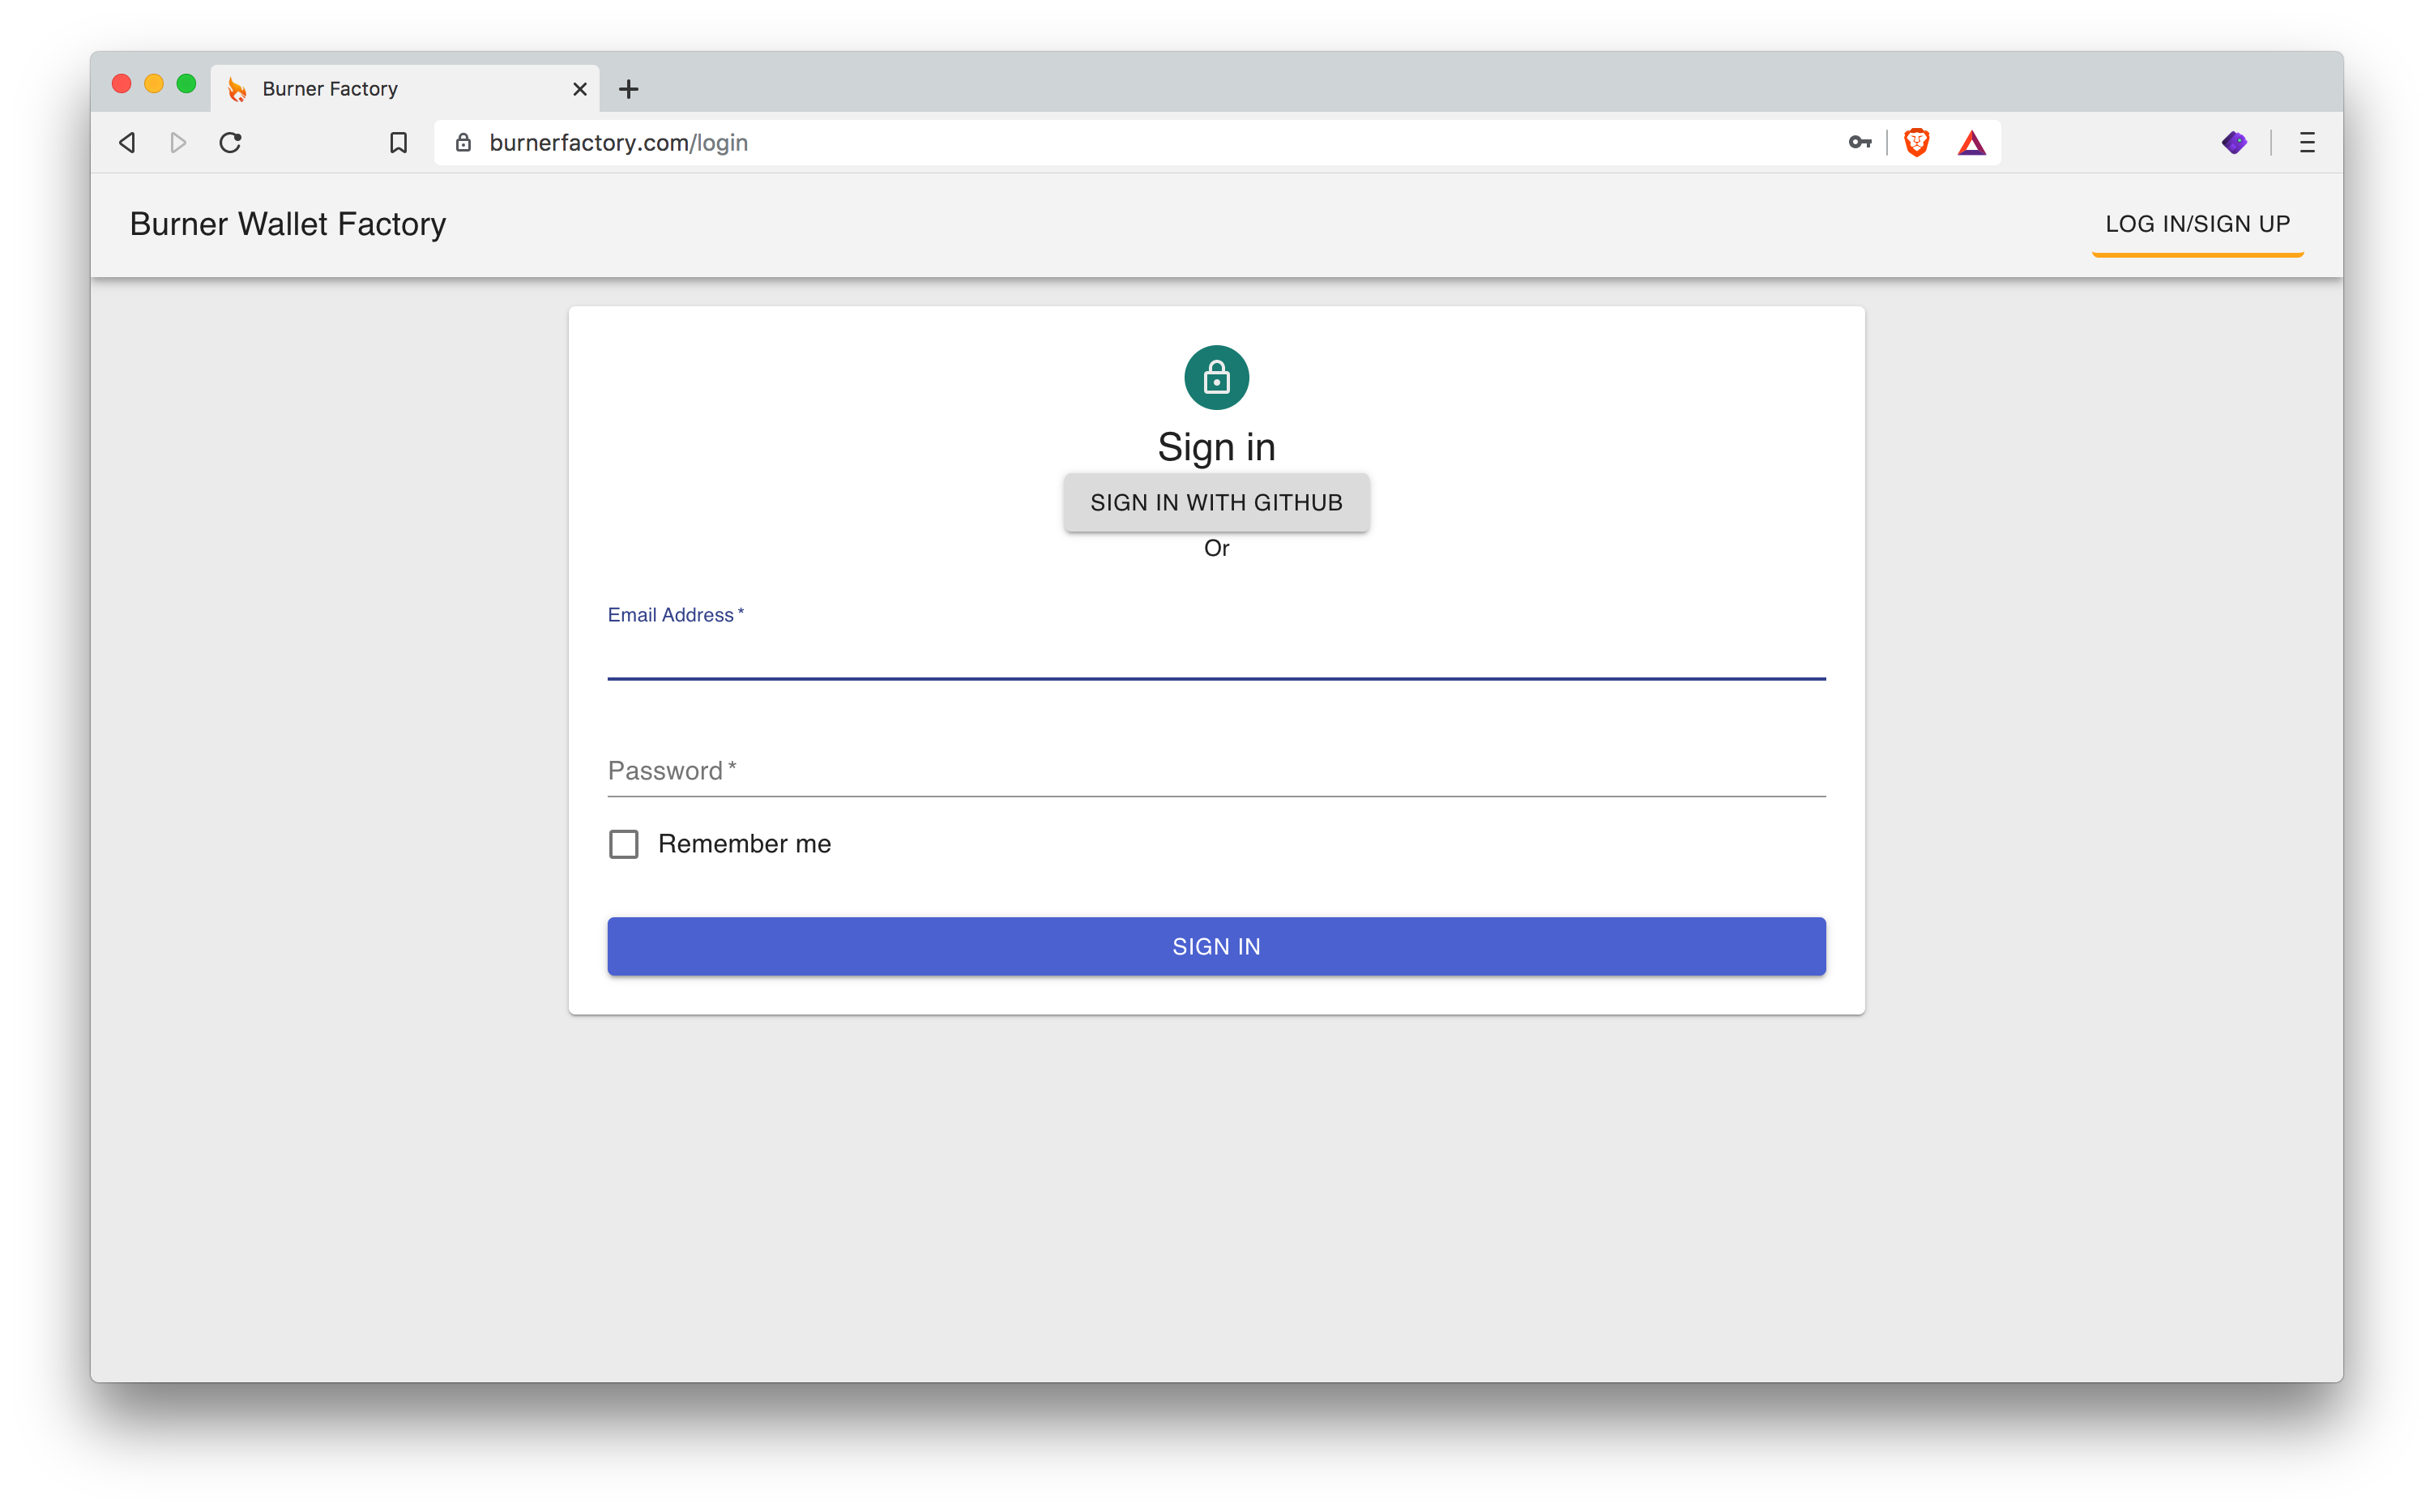 Burner Factory
burnerfactory.com/login
Burner Wallet Factory
LOG IN/SIGN UP
Sign in
SIGN IN WITH GITHUB
Or
Email Address *
Password *
Remember me
SIGN IN